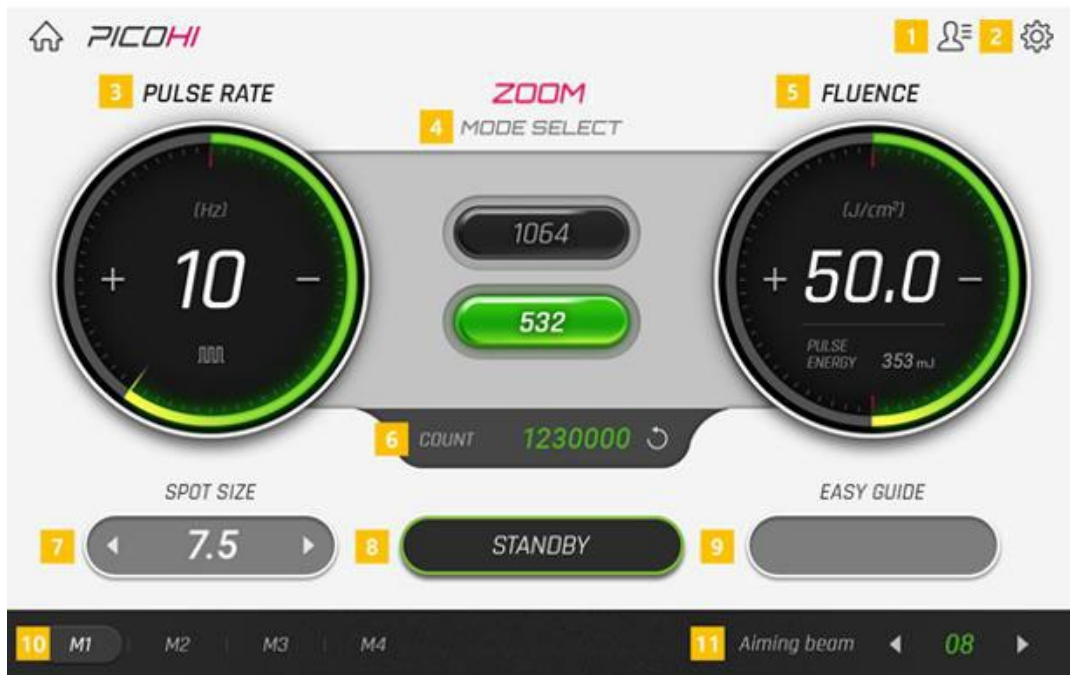 PICOHI
1
2
3 PULSE RATE
ZOOM
4 MODE SELECT
5 FLUENCE
(Hz)
+ 10 −
1064
532
(J/cm²)
+ 50.0 −
PULSE
ENERGY 353 mJ
6 COUNT 1230000
SPOT SIZE
EASY GUIDE
7 7.5
8 STANDBY
9
10 M1 M2 M3 M4
11 Aiming beam 08